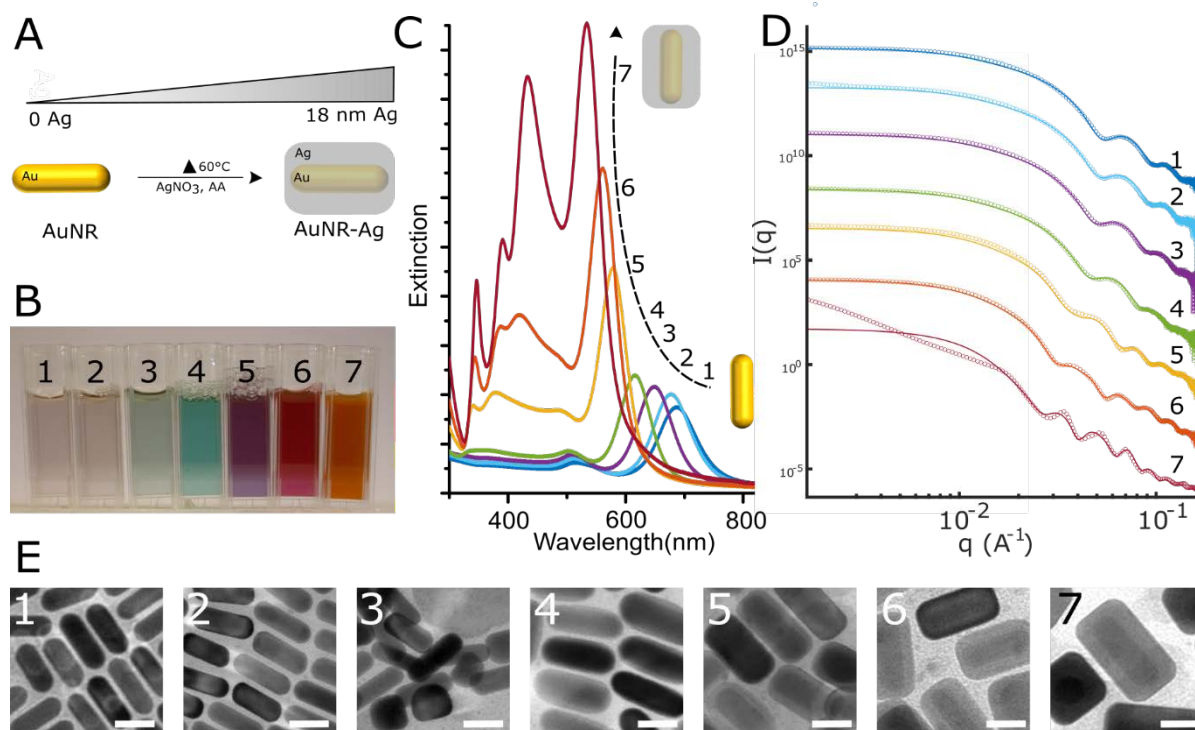 A
Ag
0 Ag
18 nm Ag
Au
▲60°C
AgNO3, AA
Ag
Au
AuNR
AuNR-Ag
B
1 2 3 4 5 6 7
C
Extinction
7
6
5
4
3
2
1
400 600 800
Wavelength(nm)
D
I(q)
10^15
10^10
10^5
10^0
10^-5
1
2
3
4
5
6
7
10^-2 10^-1
q (A^-1)
E
1 2 3 4 5 6 7